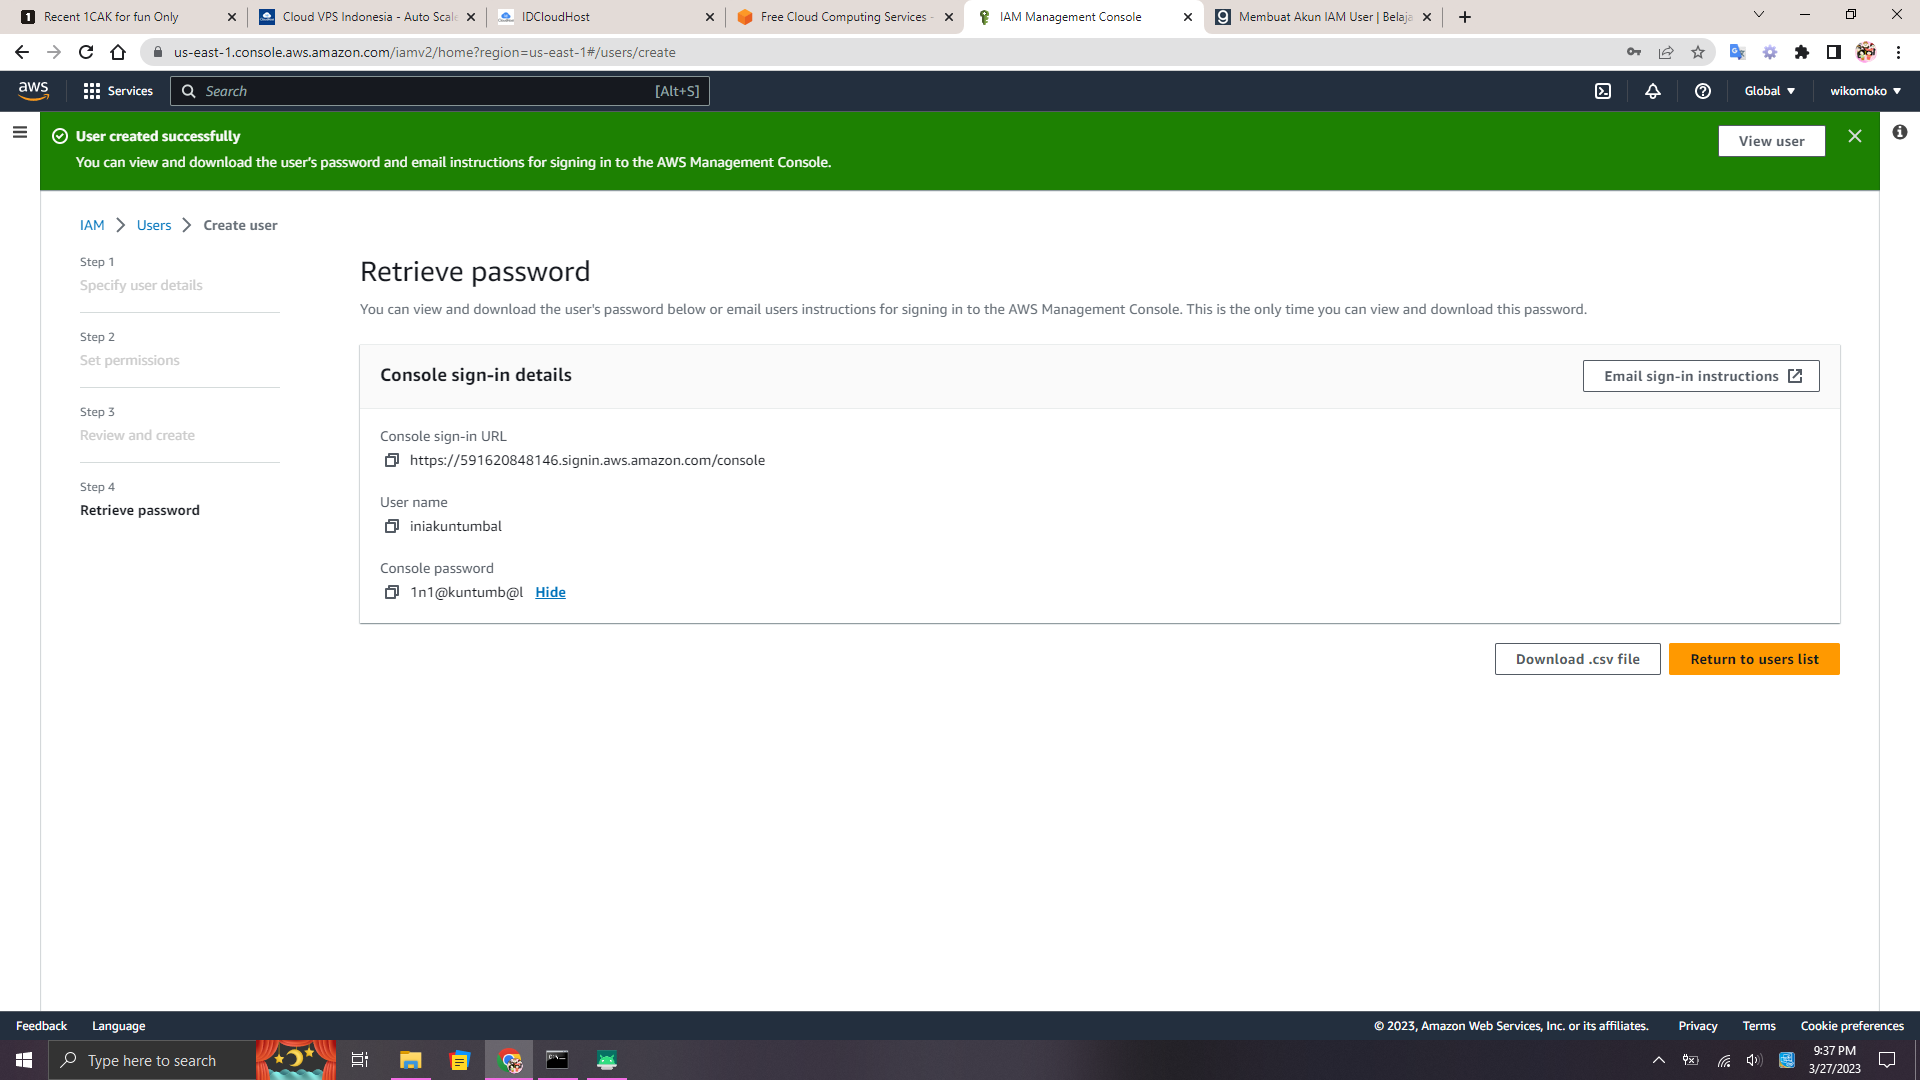 Recent 1CAK for fun Only
Cloud VPS Indonesia - Auto Scale
IDCloudHost
Free Cloud Computing Services -
IAM Management Console
Membuat Akun IAM User | Belaja
us-east-1.console.aws.amazon.com/iamv2/home?region=us-east-1#/users/create
aws
Services
Search
[Alt+S]
Global
wikomoko
User created successfully
You can view and download the user's password and email instructions for signing in to the AWS Management Console.
View user
IAM
Users
Create user
Step 1
Specify user details
Step 2
Set permissions
Step 3
Review and create
Step 4
Retrieve password
Retrieve password
You can view and download the user's password below or email users instructions for signing in to the AWS Management Console. This is the only time you can view and download this password.
Console sign-in details
Email sign-in instructions
Console sign-in URL
https://591620848146.signin.aws.amazon.com/console
User name
iniakuntumbal
Console password
1n1@kuntumb@l Hide
Download .csv file
Return to users list
Feedback
Language
© 2023, Amazon Web Services, Inc. or its affiliates.
Privacy
Terms
Cookie preferences
Type here to search
9:37 PM
3/27/2023